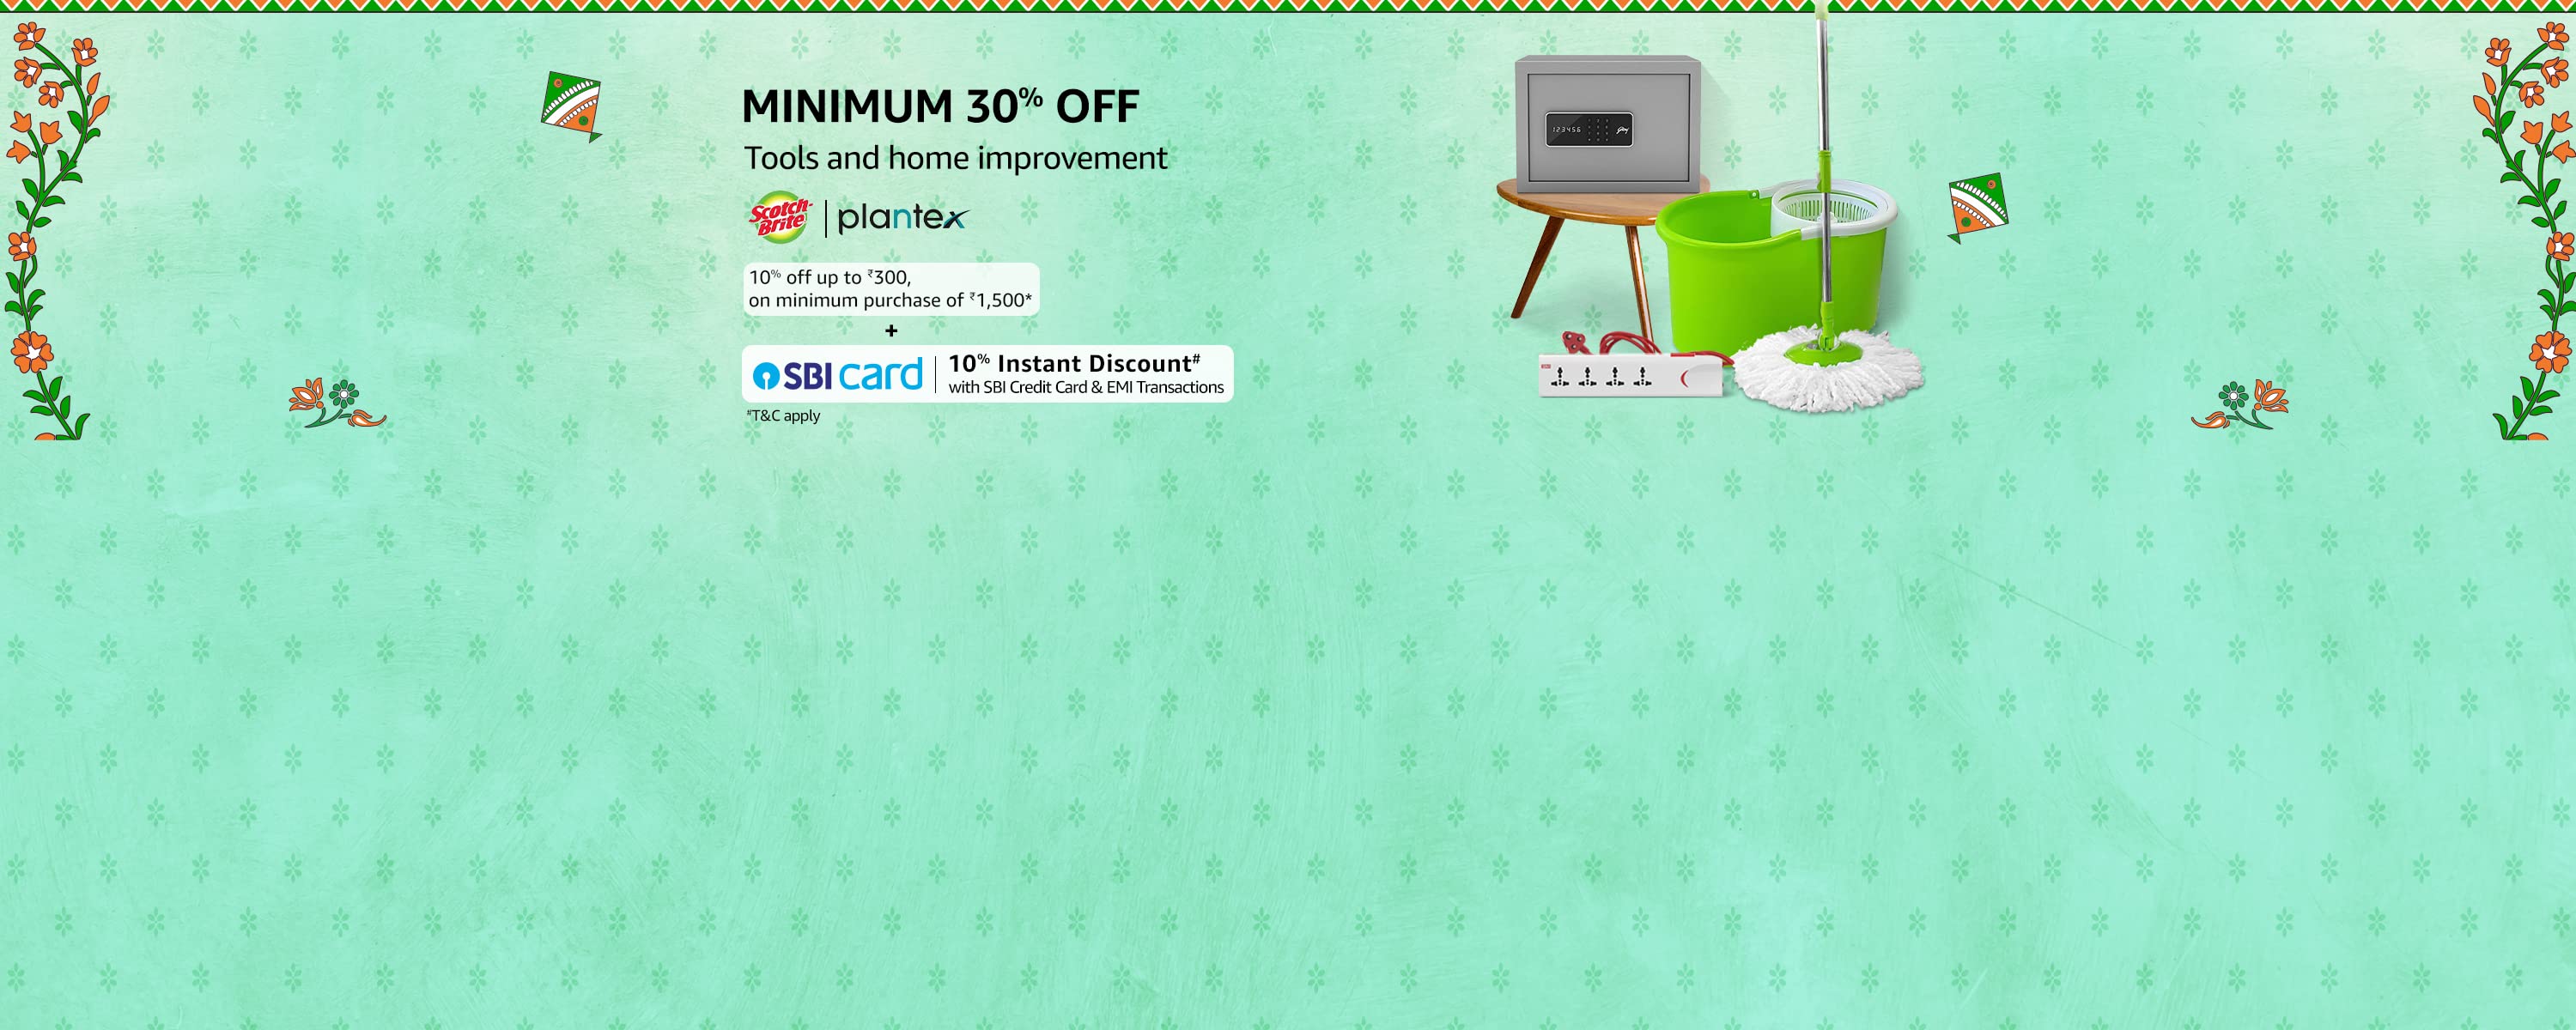 MINIMUM 30% OFF
Tools and home improvement
Scotch-Brite | plantex
10% off up to ₹300,
on minimum purchase of ₹1,500*
+
SBI card | 10% Instant Discount#
with SBI Credit Card & EMI Transactions
#T&C apply
123456